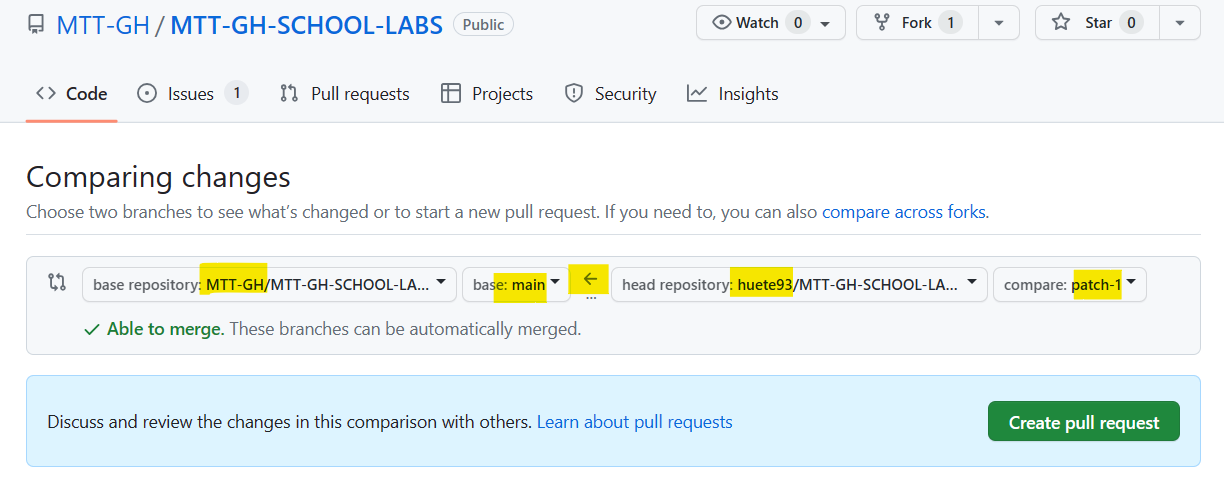 MTT-GH / MTT-GH-SCHOOL-LABS Public Watch 0 Fork 1 Star 0
Code Issues 1 Pull requests Projects Security Insights
Comparing changes
Choose two branches to see what's changed or to start a new pull request. If you need to, you can also compare across forks.
base repository: MTT-GH/MTT-GH-SCHOOL-LA... base: main ← ... head repository: huete93/MTT-GH-SCHOOL-LA... compare: patch-1
Able to merge. These branches can be automatically merged.
Discuss and review the changes in this comparison with others. Learn about pull requests Create pull request